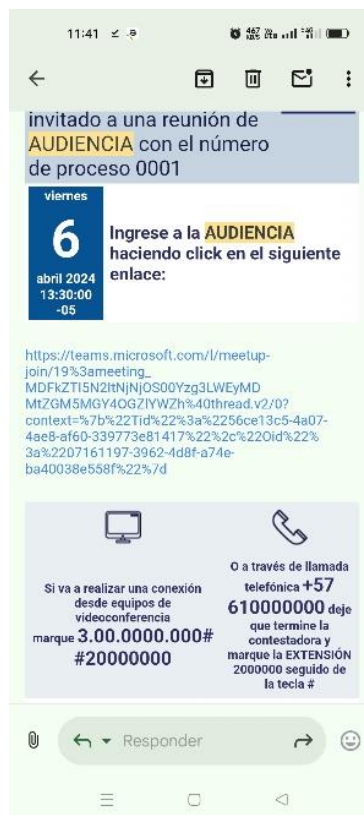 11:41
invitado a una reunión de
AUDIENCIA con el número
de proceso 0001
viernes
6
abril 2024
13:30:00
-05
Ingrese a la AUDIENCIA
haciendo click en el siguiente
enlace:
https://teams.microsoft.com/l/meetup-
join/19%3ameeting_
MDFkZTI5N2ItNjNjOS00Yzg3LWEyMD
MtZGM5MGY4OGZlYWZh%40thread.v2/0?
context=%7b%22Tid%22%3a%2256ce13c5-4a07-
4ae8-af60-339773e81417%22%2c%22Oid%22%
3a%2207161197-3962-4d8f-a74e-
ba40038e558f%22%7d
Si va a realizar una conexión
desde equipos de
videoconferencia
marque 3.00.0000.000#
#20000000
O a través de llamada
telefónica +57
610000000 deje
que termine la
contestadora y
marque la EXTENSIÓN
2000000 seguido de
la tecla #
Responder